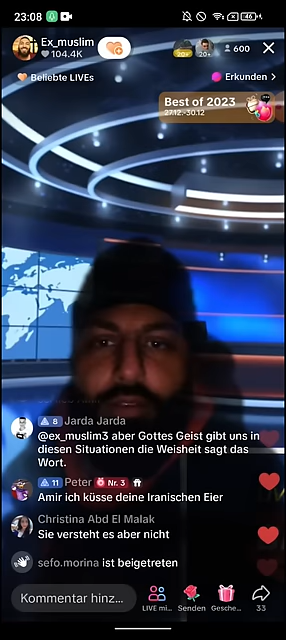 23:08
46
Ex_muslim
104.4K
20+
20+
600
Beliebte LIVEs
Erkunden
Best of 2023
27.12.-30.12
8 Jarda Jarda
@ex_muslim3 aber Gottes Geist gibt uns in
diesen Situationen die Weisheit sagt das
Wort.
11 Peter Nr. 3
Amir ich küsse deine Iranischen Eier
Christina Abd El Malak
Sie versteht es aber nicht
sefo.morina ist beigetreten
Kommentar hinz...
LIVE mi...
Senden
Gesche...
33